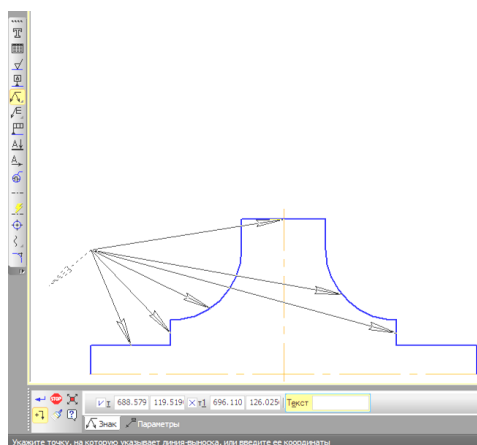 т 688.579 119.519 т1 696.110 126.025 Текст
Знак Параметры
Укажите точку, на которую указывает линия-выноска, или введите ее координаты